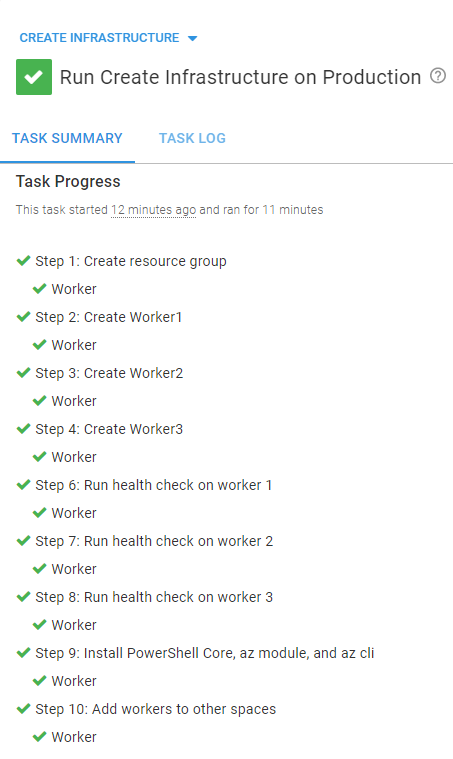 CREATE INFRASTRUCTURE
Run Create Infrastructure on Production ?
TASK SUMMARY TASK LOG
Task Progress
This task started 12 minutes ago and ran for 11 minutes
Step 1: Create resource group
Worker
Step 2: Create Worker1
Worker
Step 3: Create Worker2
Worker
Step 4: Create Worker3
Worker
Step 6: Run health check on worker 1
Worker
Step 7: Run health check on worker 2
Worker
Step 8: Run health check on worker 3
Worker
Step 9: Install PowerShell Core, az module, and az cli
Worker
Step 10: Add workers to other spaces
Worker